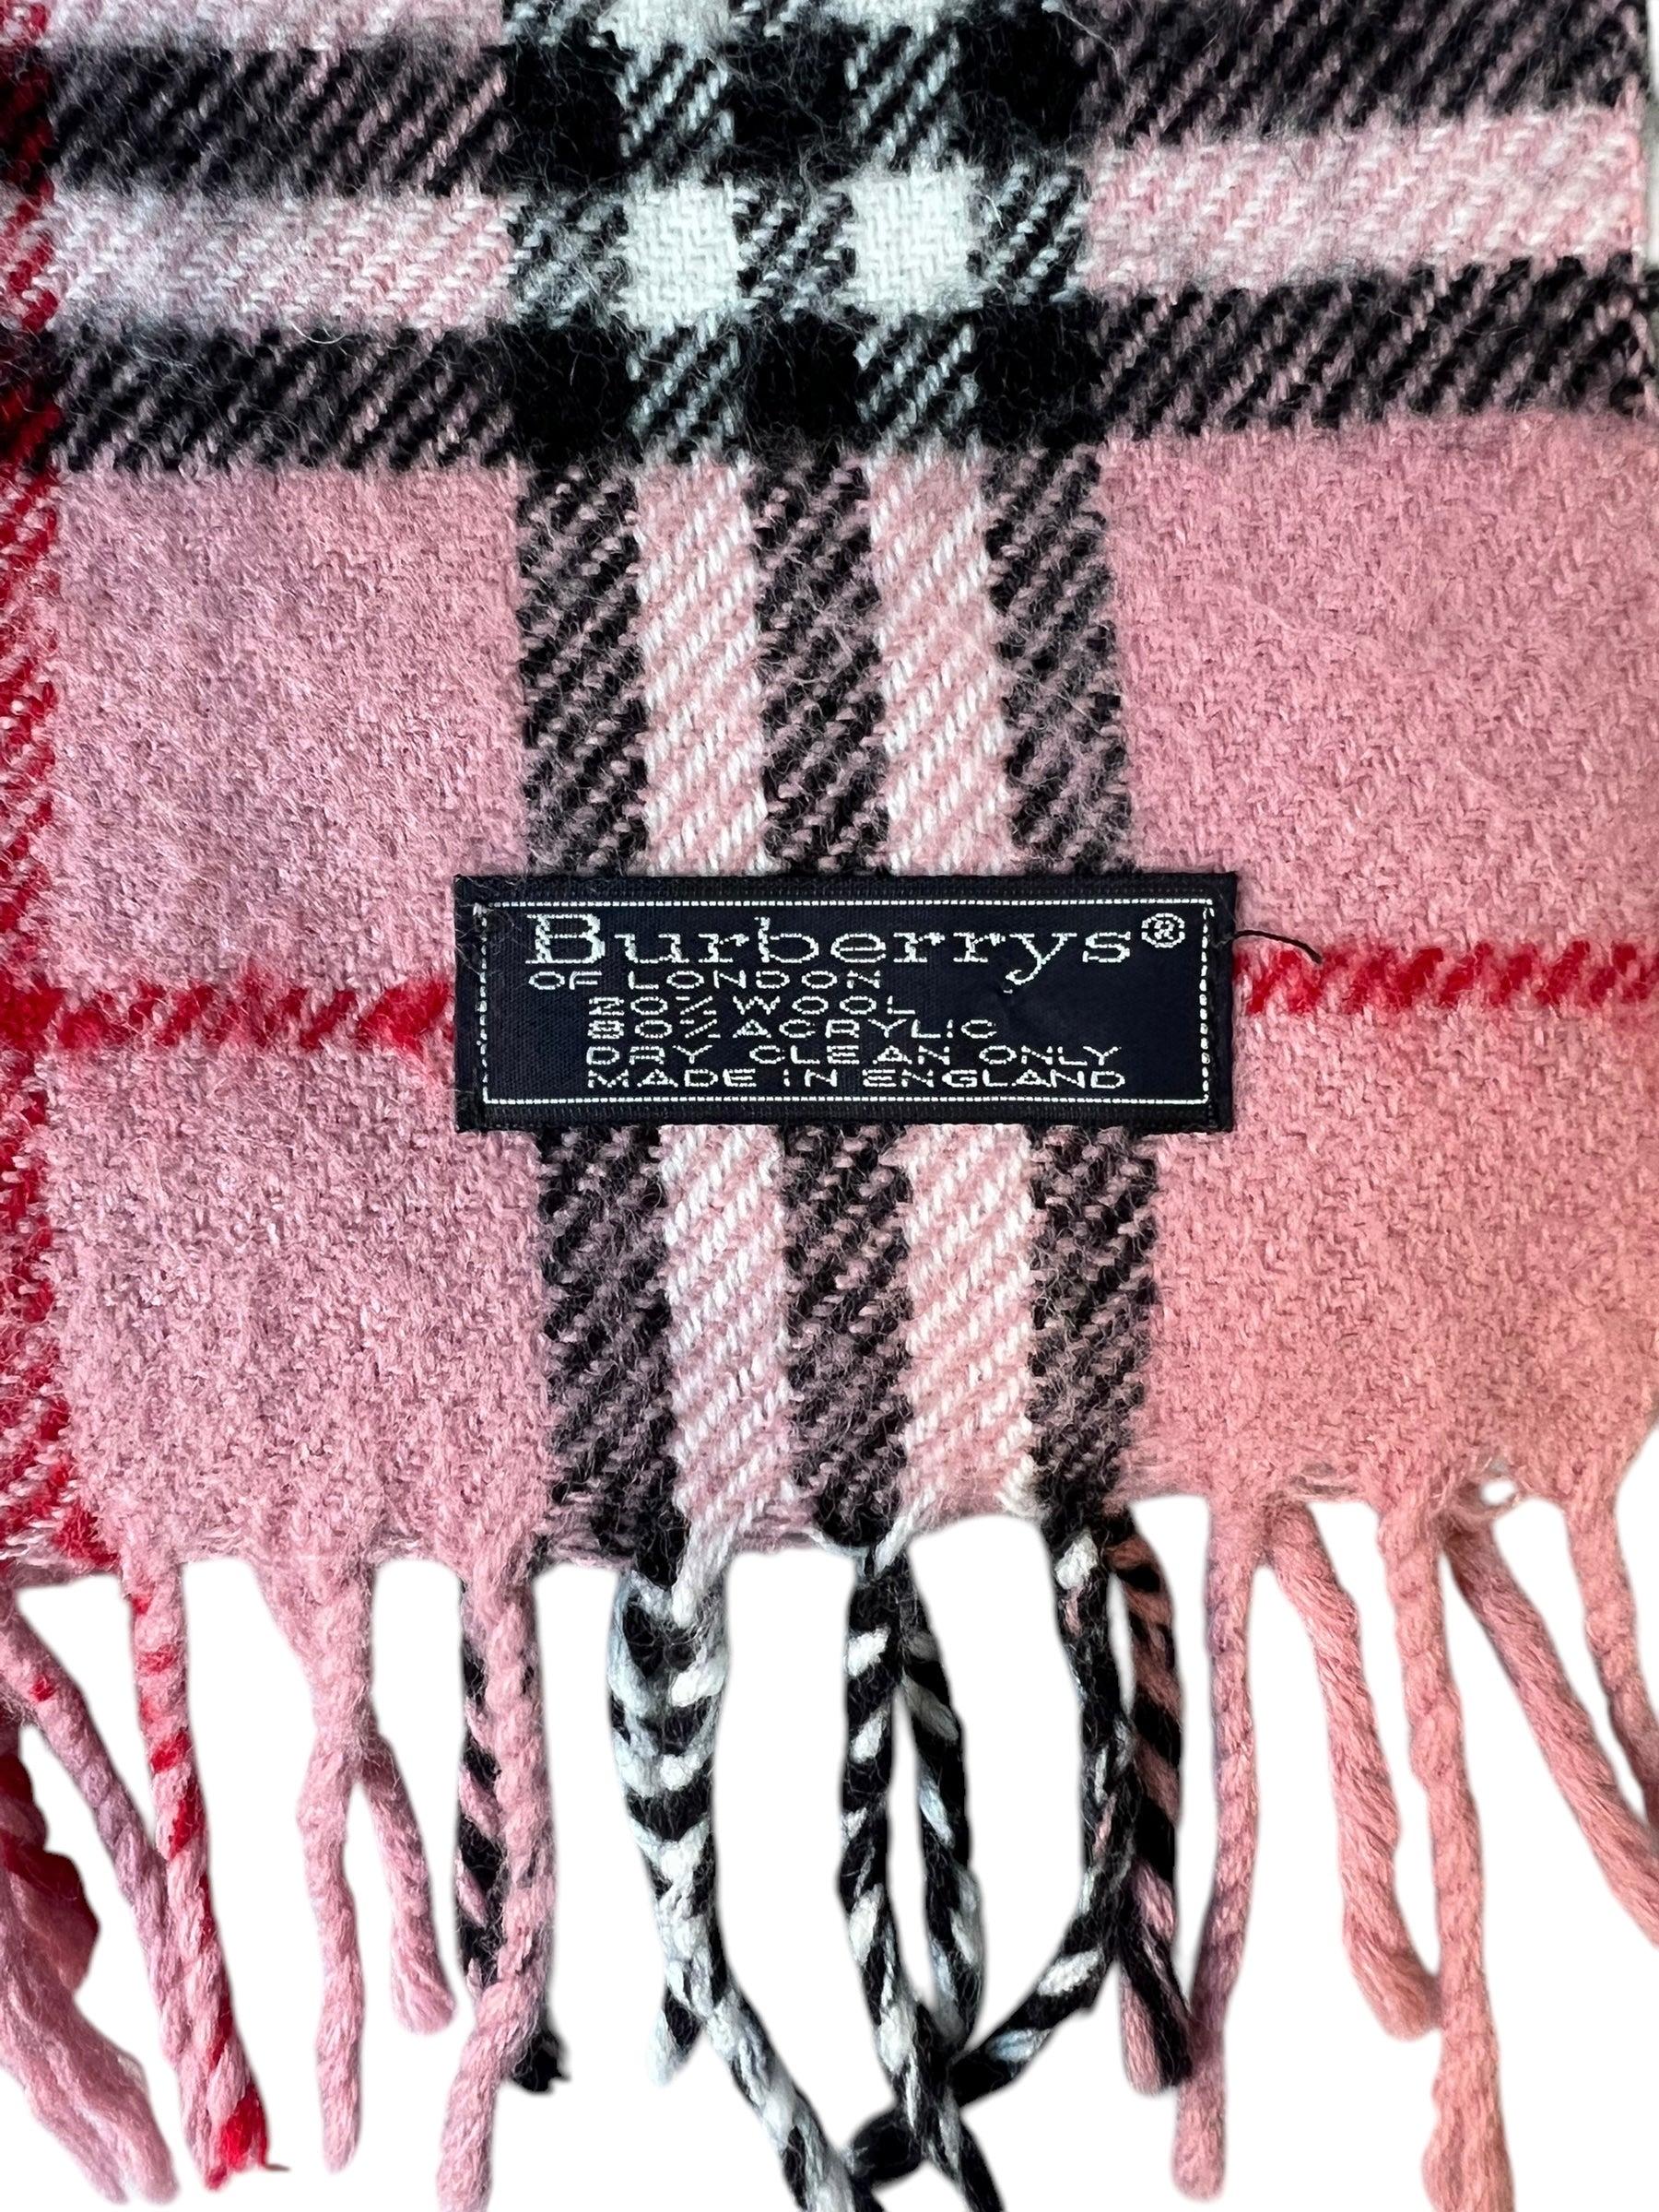 Burberrys®
OF LONDON
20% WOOL
80% ACRYLIC
DRY CLEAN ONLY
MADE IN ENGLAND